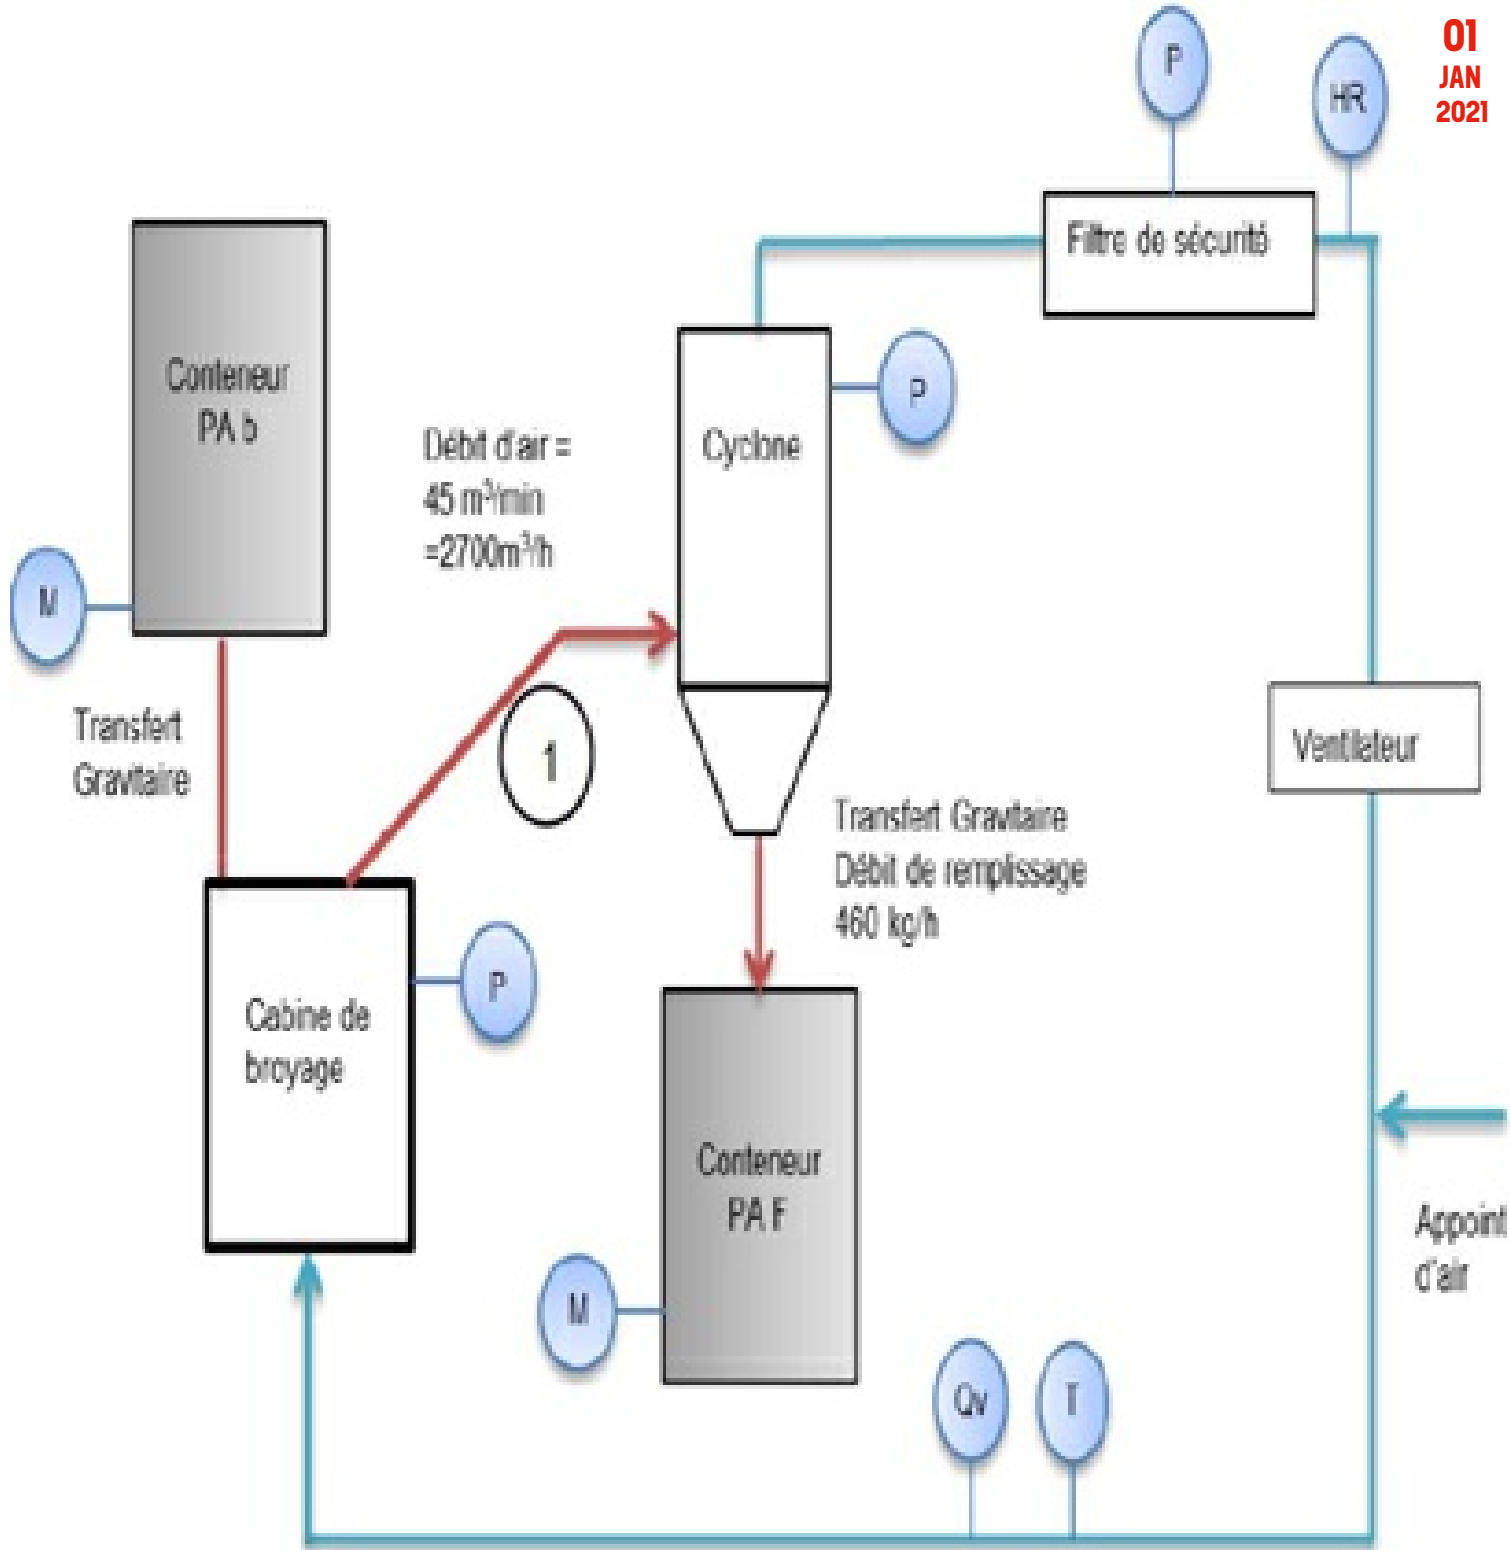 P
HR
01
JAN
2021
Filtre de sécurité
Conteneur
PA b
Débit d'air =
45 m³/min
=2700m³/h
Cyclone
P
M
Transfert
Gravitaire
1
Ventilateur
Transfert Gravitaire
Débit de remplissage
460 kg/h
P
Cabine de
broyage
Conteneur
PA F
Appoint
d'air
M
Qv
T